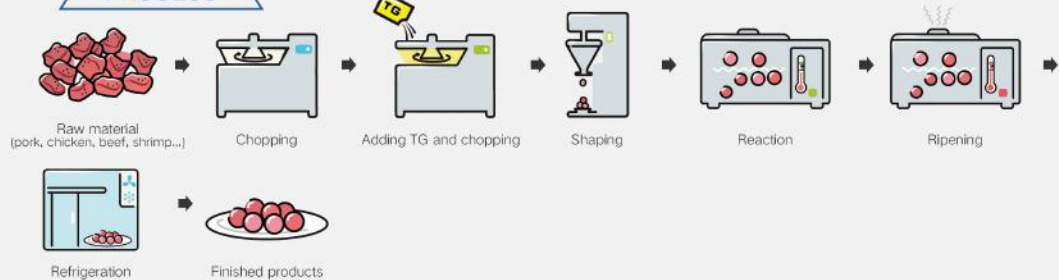 TG
Raw material
(pork, chicken, beef, shrimp...)
Chopping
Adding TG and chopping
Shaping
Reaction
Ripening
Refrigeration
Finished products